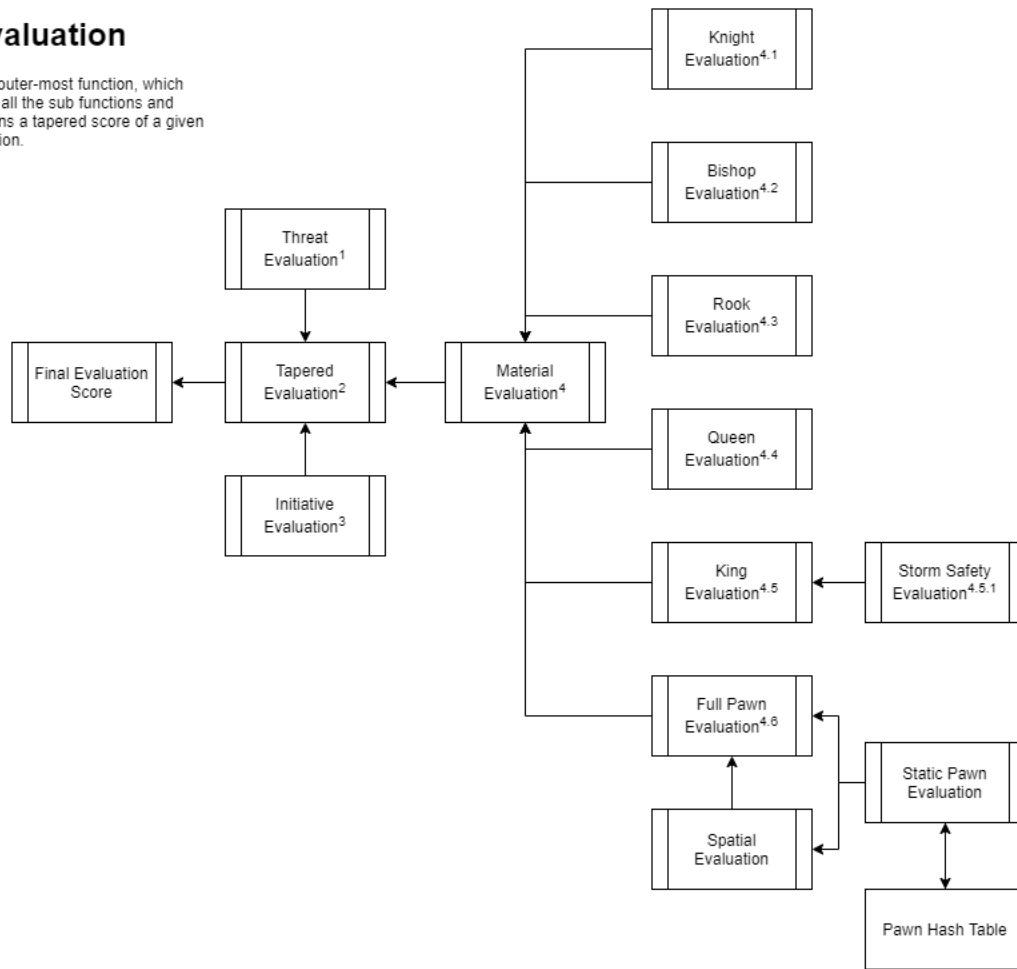 valuation
outer-most function, which
all the sub functions and
ns a tapered score of a given
ion.
Knight
Evaluation4.1
Bishop
Evaluation4.2
Threat
Evaluation1
Rook
Evaluation4.3
Final Evaluation
Score
Tapered
Evaluation2
Material
Evaluation4
Queen
Evaluation4.4
Initiative
Evaluation3
King
Evaluation4.5
Storm Safety
Evaluation4.5.1
Full Pawn
Evaluation4.6
Static Pawn
Evaluation
Spatial
Evaluation
Pawn Hash Table